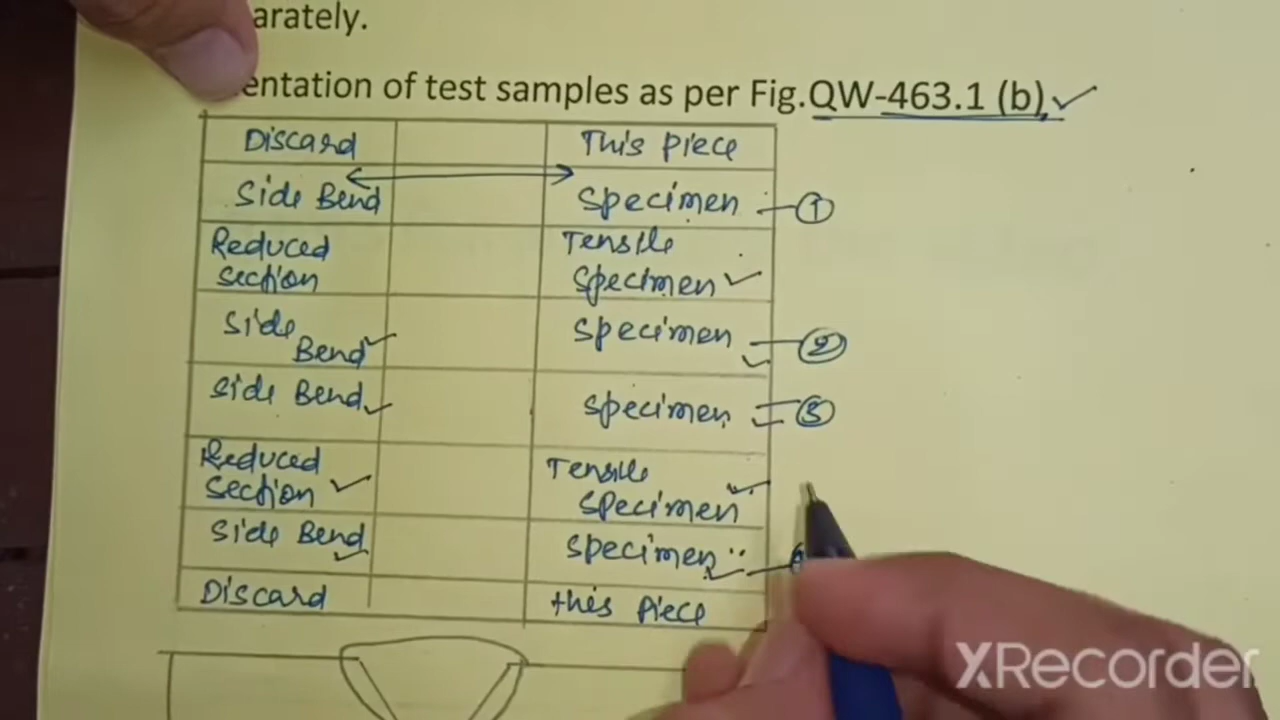 arately.
entation of test samples as per Fig.QW-463.1 (b),
Discard This piece
Side Bend Specimen 1
Reduced Tensile
section Specimen
Side Specimen 2
Bend
Side Bend Specimen 3
Reduced Tensile
section Specimen
Side Bend Specimen
Discard this piece
XRecorder